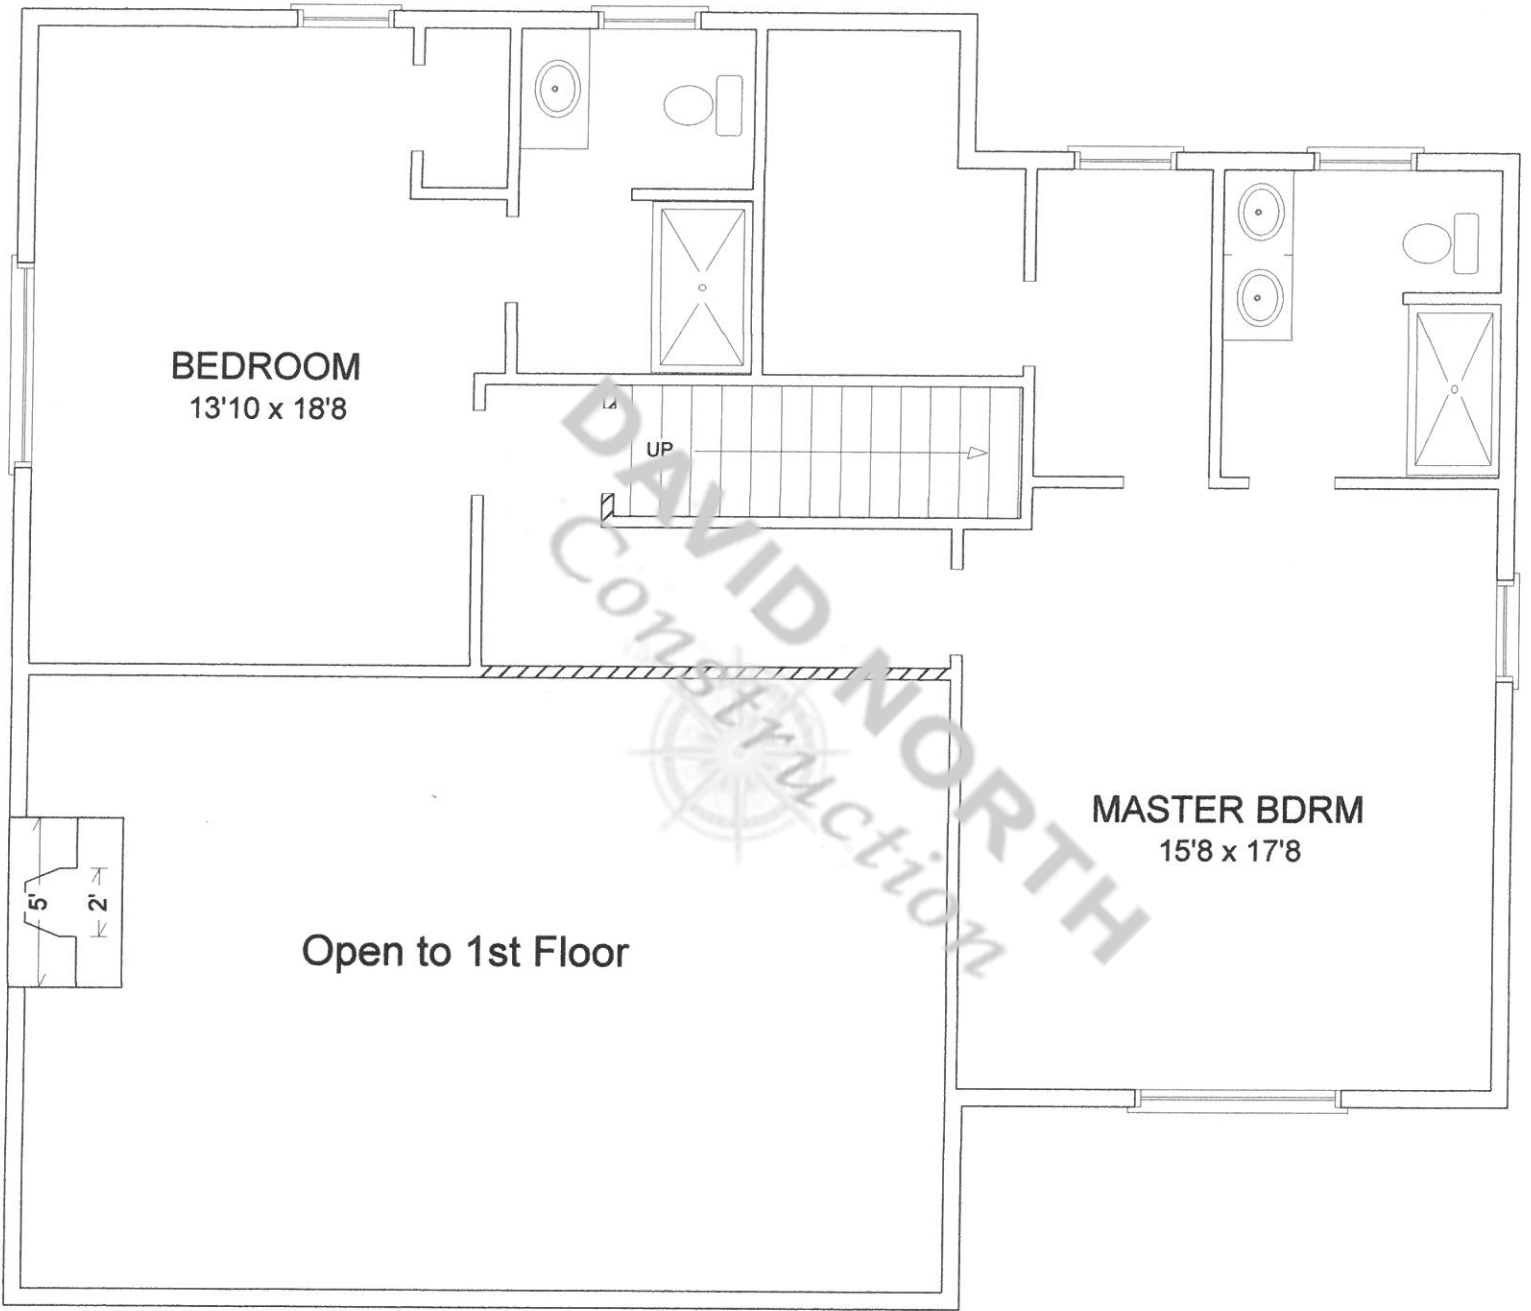 BEDROOM
13'10 x 18'8
UP
DAVID NORTH
Construction
MASTER BDRM
15'8 x 17'8
5'
2'
Open to 1st Floor